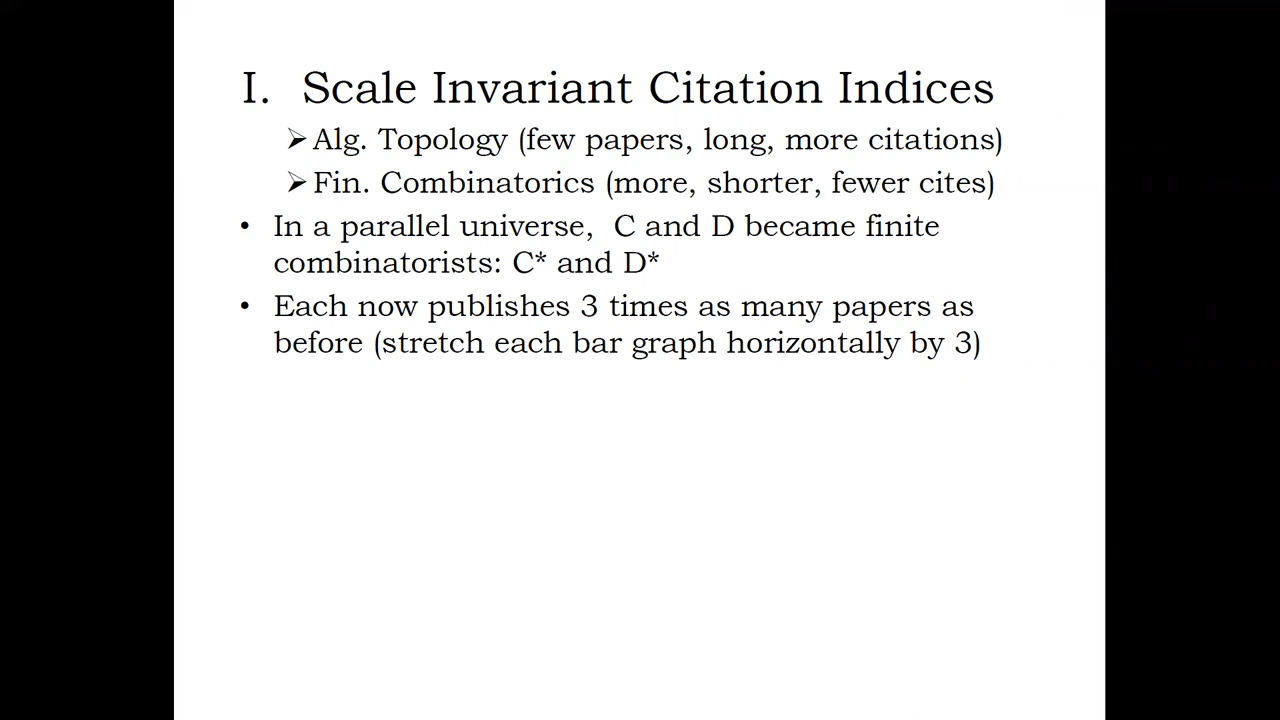 I. Scale Invariant Citation Indices
➢ Alg. Topology (few papers, long, more citations)
➢ Fin. Combinatorics (more, shorter, fewer cites)
• In a parallel universe, C and D became finite
combinatorists: C* and D*
• Each now publishes 3 times as many papers as
before (stretch each bar graph horizontally by 3)